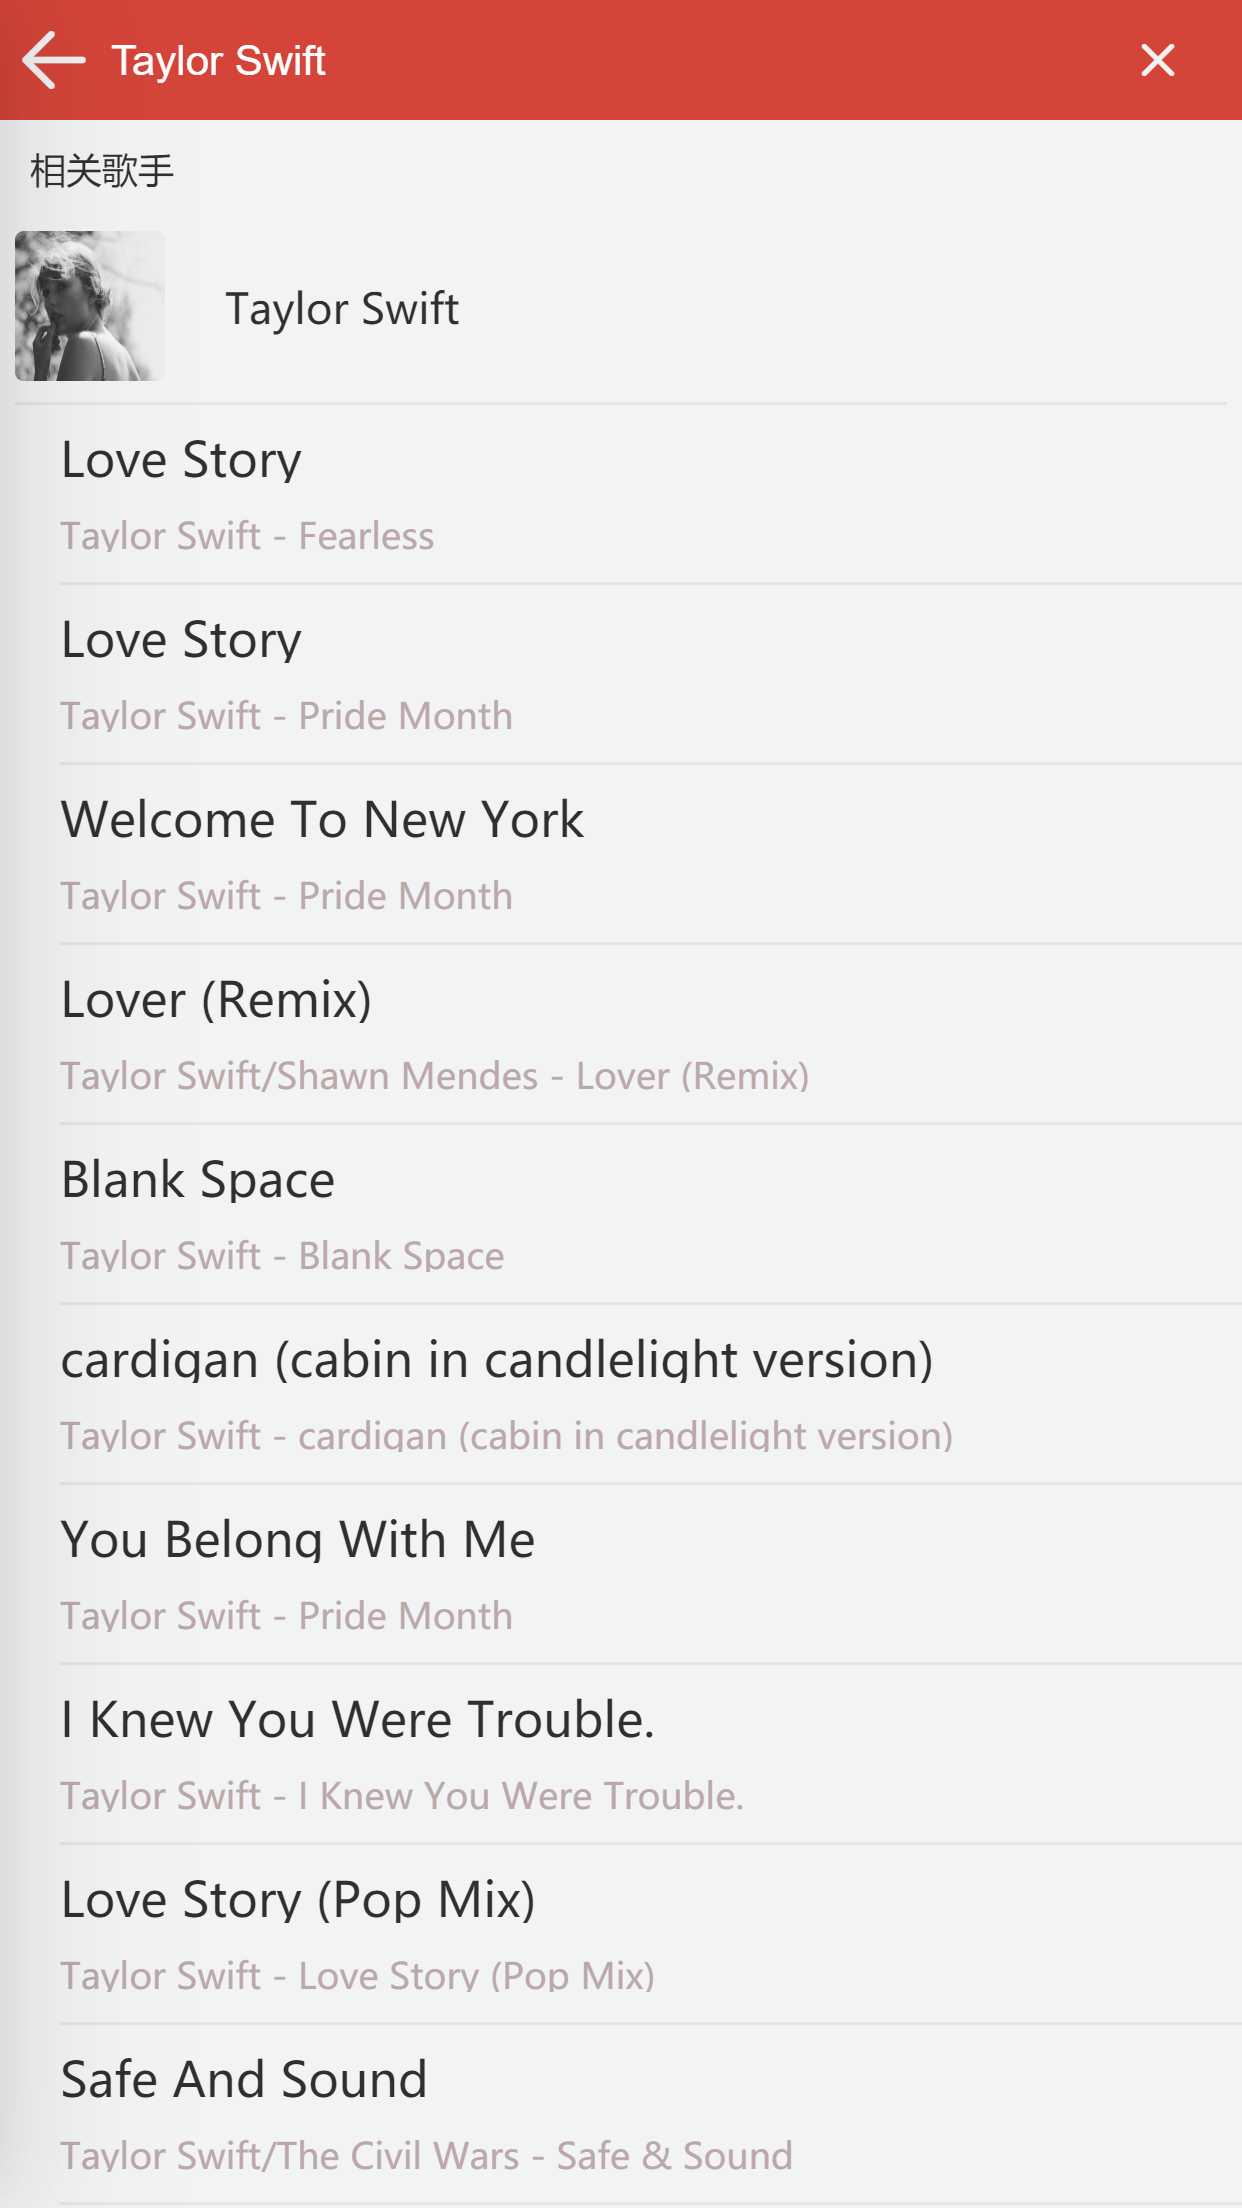 Taylor Swift
相关歌手
Taylor Swift
Love Story
Taylor Swift - Fearless
Love Story
Taylor Swift - Pride Month
Welcome To New York
Taylor Swift - Pride Month
Lover (Remix)
Taylor Swift/Shawn Mendes - Lover (Remix)
Blank Space
Taylor Swift - Blank Space
cardigan (cabin in candlelight version)
Taylor Swift - cardigan (cabin in candlelight version)
You Belong With Me
Taylor Swift - Pride Month
I Knew You Were Trouble.
Taylor Swift - I Knew You Were Trouble.
Love Story (Pop Mix)
Taylor Swift - Love Story (Pop Mix)
Safe And Sound
Taylor Swift/The Civil Wars - Safe & Sound